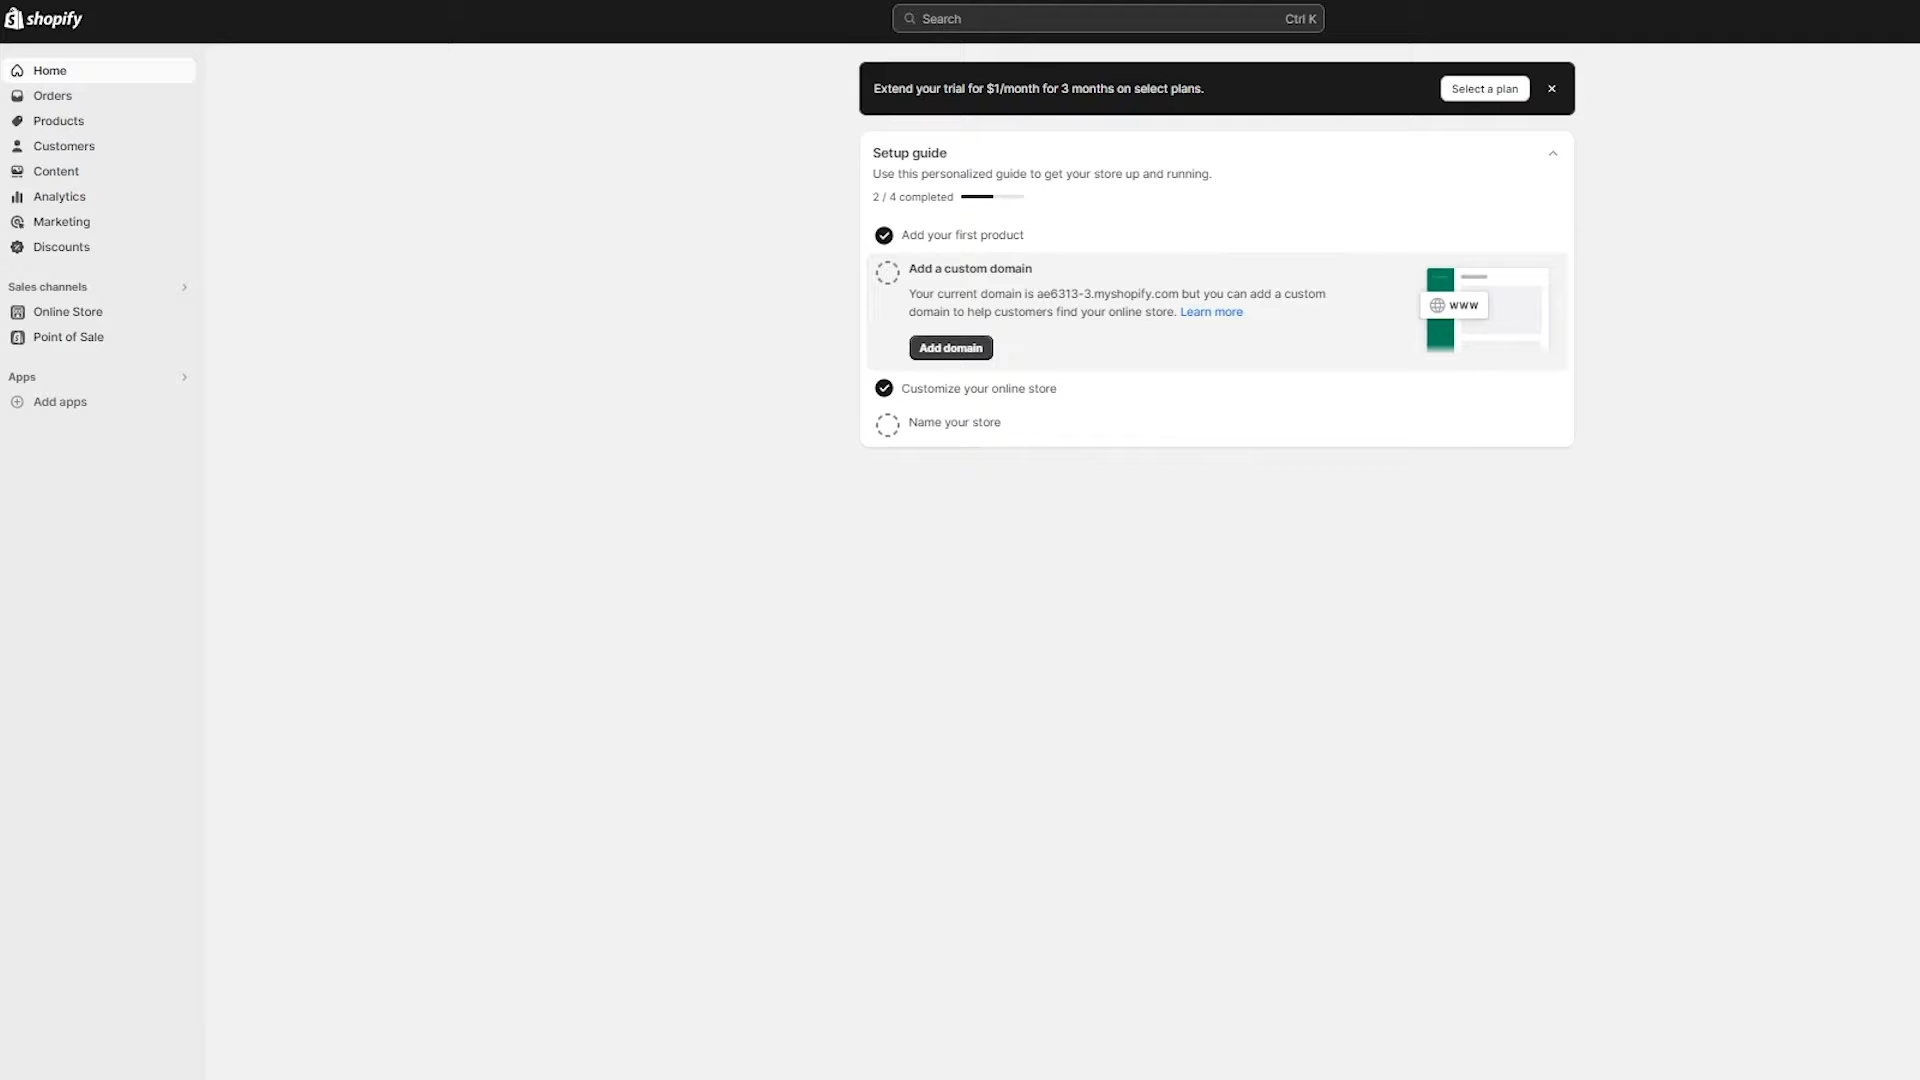 shopify
Search
Ctrl K
Home
Orders
Products
Customers
Content
Analytics
Marketing
Discounts
Sales channels
Online Store
Point of Sale
Apps
Add apps
Extend your trial for $1/month for 3 months on select plans.
Select a plan
Setup guide
Use this personalized guide to get your store up and running.
2 / 4 completed
Add your first product
Add a custom domain
Your current domain is ae6313-3.myshopify.com but you can add a custom
domain to help customers find your online store. Learn more
www
Add domain
Customize your online store
Name your store